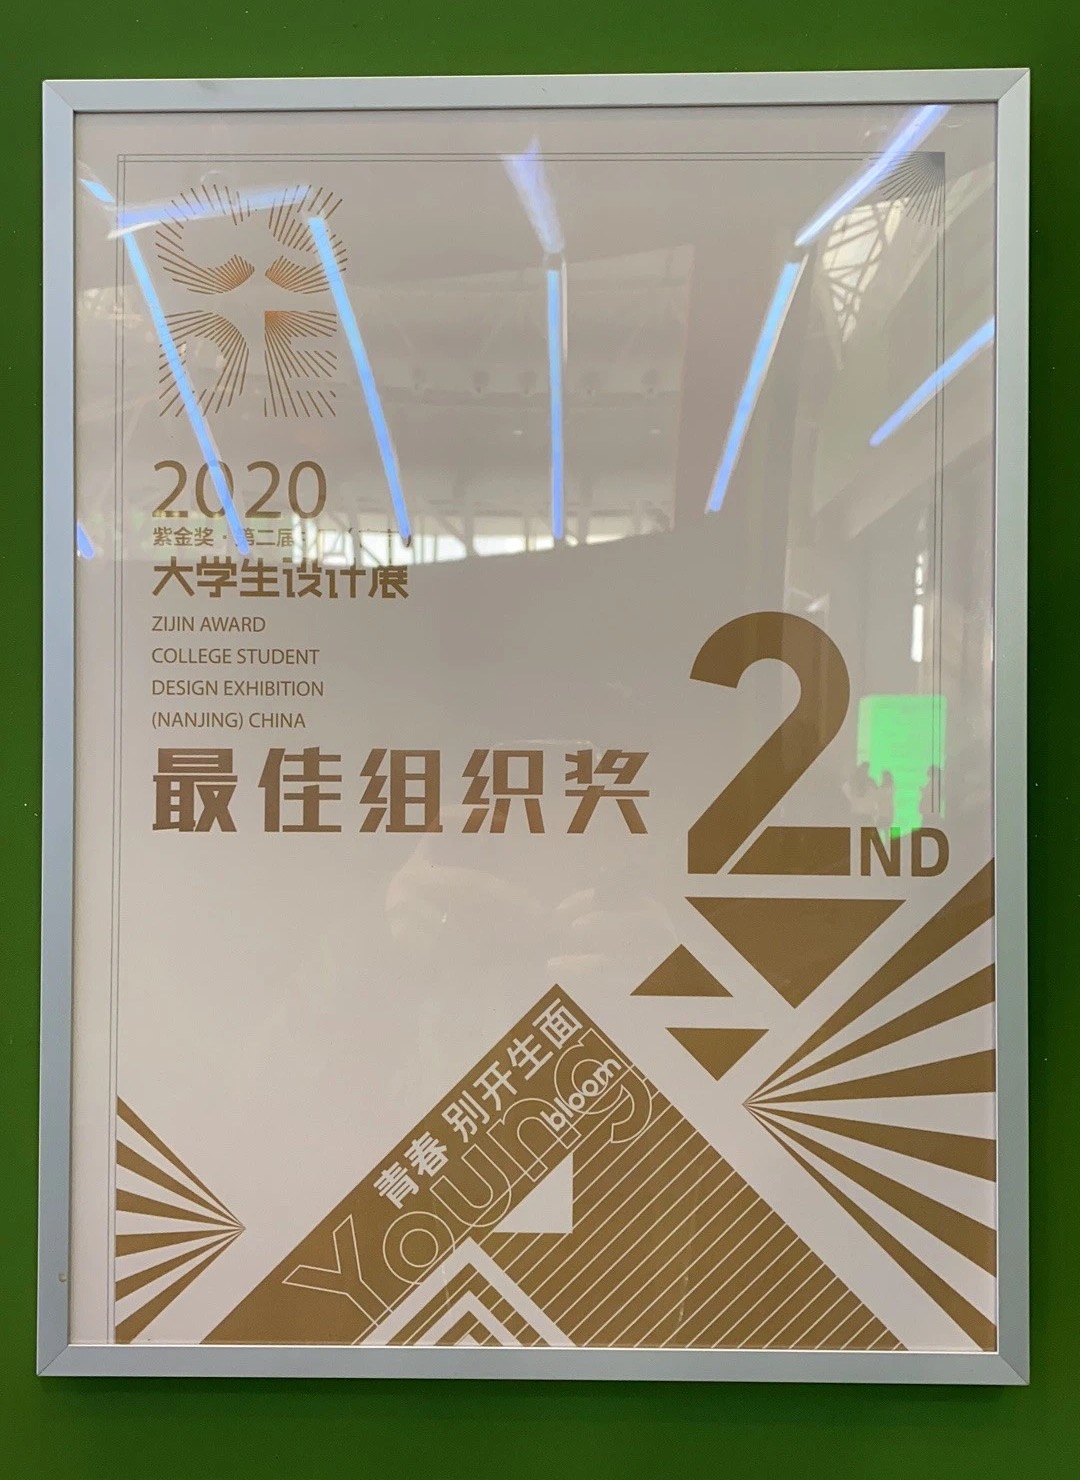 2020
紫金奖·第二届
大学生设计展
ZIJIN AWARD
COLLEGE STUDENT
DESIGN EXHIBITION
(NANJING) CHINA
最佳组织奖
2ND
青春 别开生面
Young
bloom